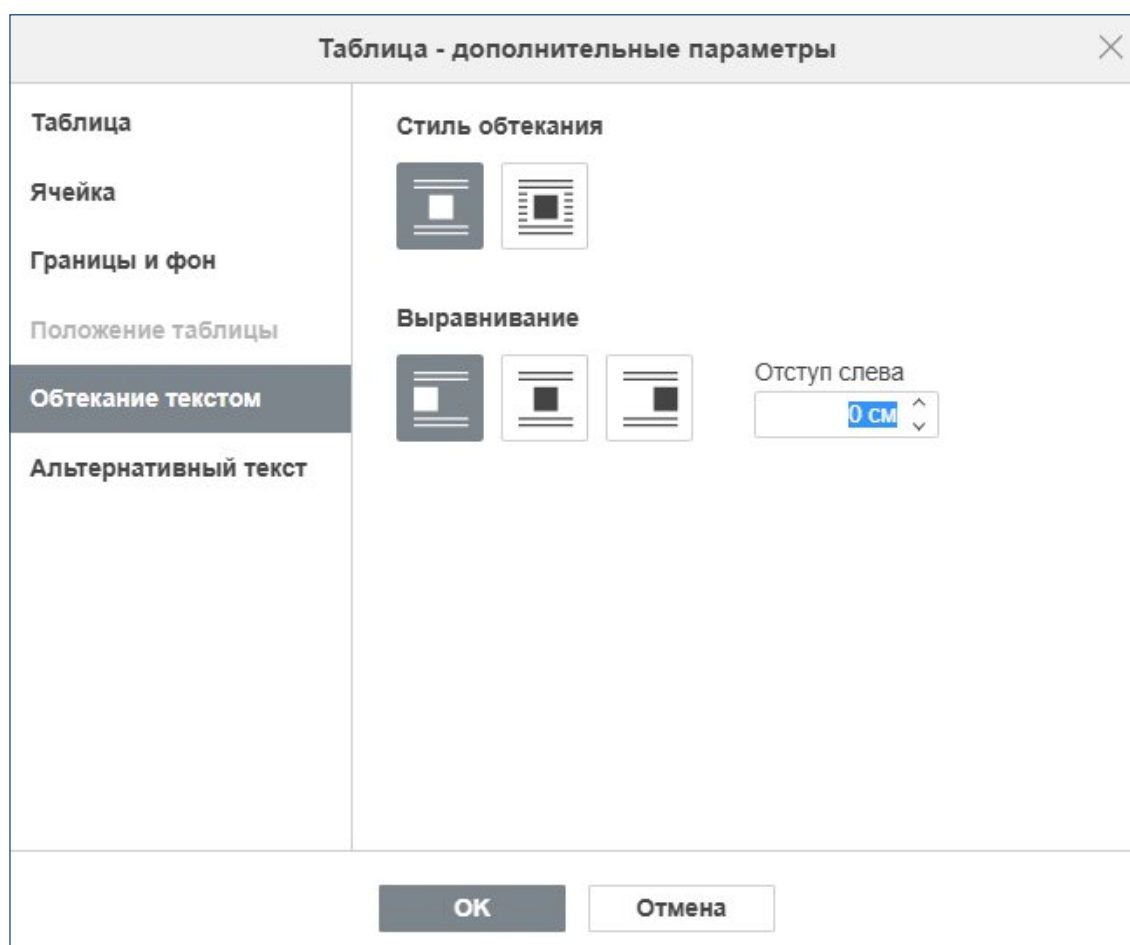 Таблица - дополнительные параметры
Таблица
Ячейка
Границы и фон
Положение таблицы
Обтекание текстом
Альтернативный текст
Стиль обтекания
Выравнивание
Отступ слева
0 см
OK
Отмена